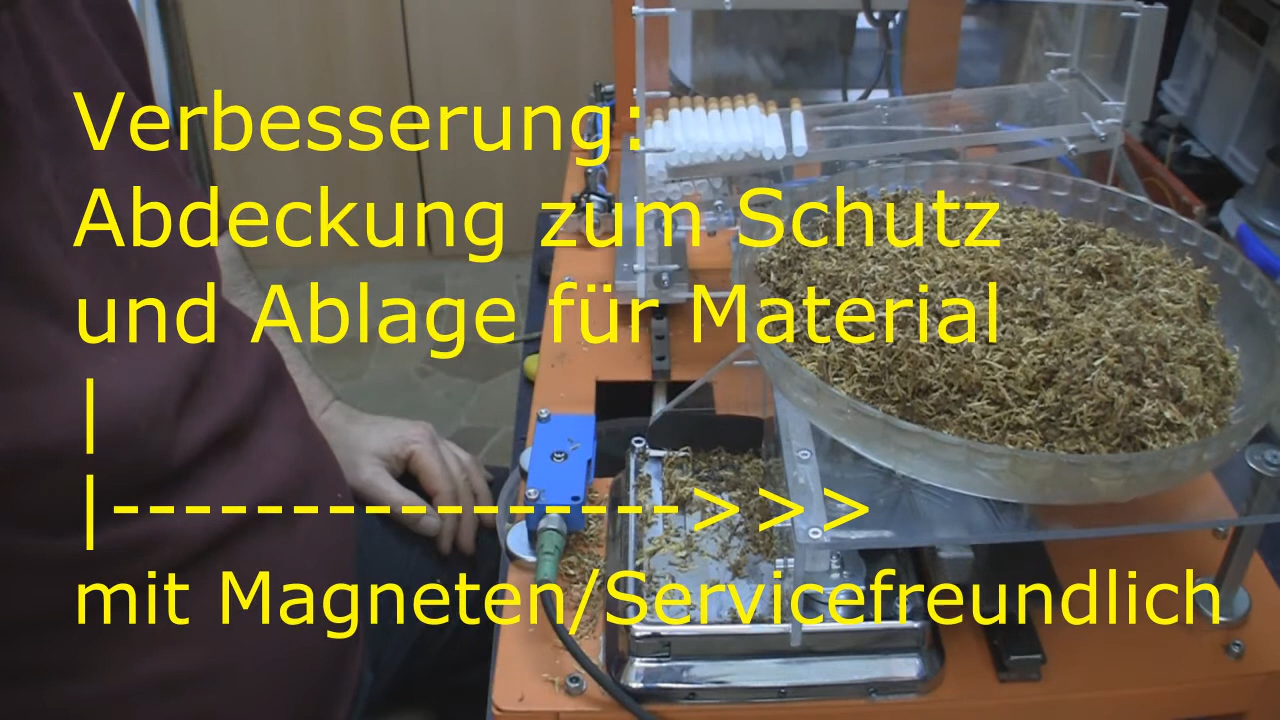 Verbesserung:
Abdeckung zum Schutz
und Ablage für Material
|
|---------------->>>
mit Magneten/Servicefreundlich